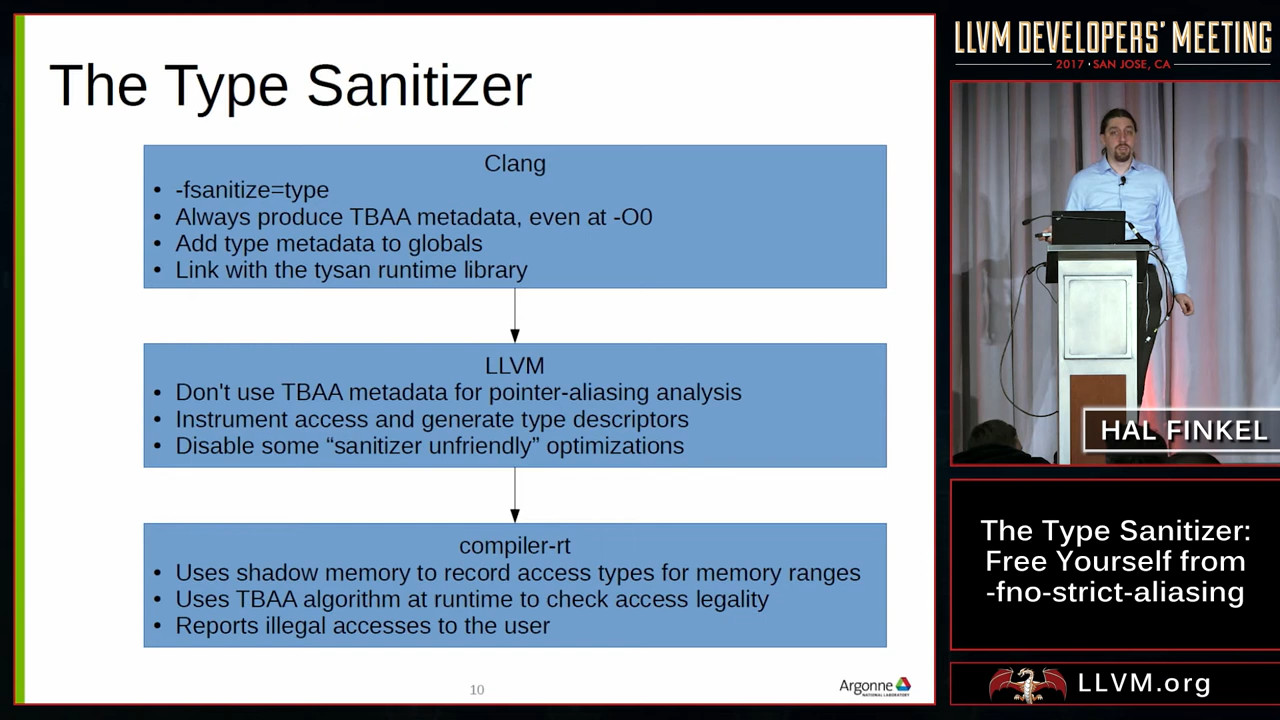 The Type Sanitizer
Clang
• -fsanitize=type
• Always produce TBAA metadata, even at -O0
• Add type metadata to globals
• Link with the tysan runtime library
LLVM
• Don't use TBAA metadata for pointer-aliasing analysis
• Instrument access and generate type descriptors
• Disable some “sanitizer unfriendly” optimizations
compiler-rt
• Uses shadow memory to record access types for memory ranges
• Uses TBAA algorithm at runtime to check access legality
• Reports illegal accesses to the user
10
Argonne
NATIONAL LABORATORY
LLVM DEVELOPERS' MEETING
2017 • SAN JOSE, CA
HAL FINKEL
The Type Sanitizer:
Free Yourself from
-fno-strict-aliasing
LLVM.org